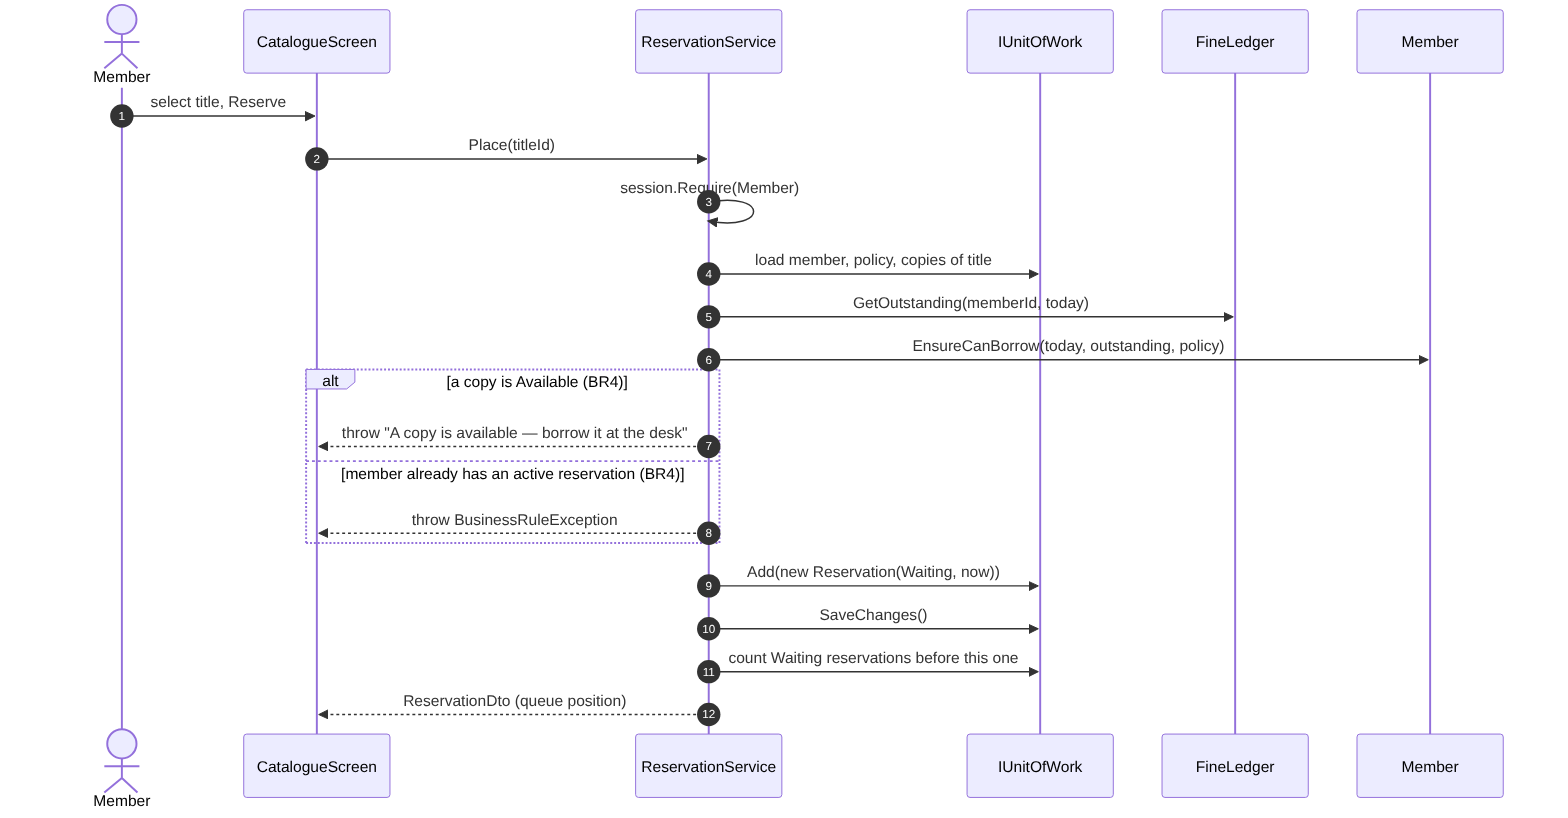 Member
CatalogueScreen
ReservationService
IUnitOfWork
FineLedger
Member
1
select title, Reserve
2
Place(titleId)
session.Require(Member)
3
4
load member, policy, copies of title
5
GetOutstanding(memberId, today)
6
EnsureCanBorrow(today, outstanding, policy)
alt
[a copy is Available (BR4)]
throw "A copy is available — borrow it at the desk"
7
[member already has an active reservation (BR4)]
throw BusinessRuleException
8
9
Add(new Reservation(Waiting, now))
10
SaveChanges()
11
count Waiting reservations before this one
ReservationDto (queue position)
12
Member
CatalogueScreen
ReservationService
IUnitOfWork
FineLedger
Member